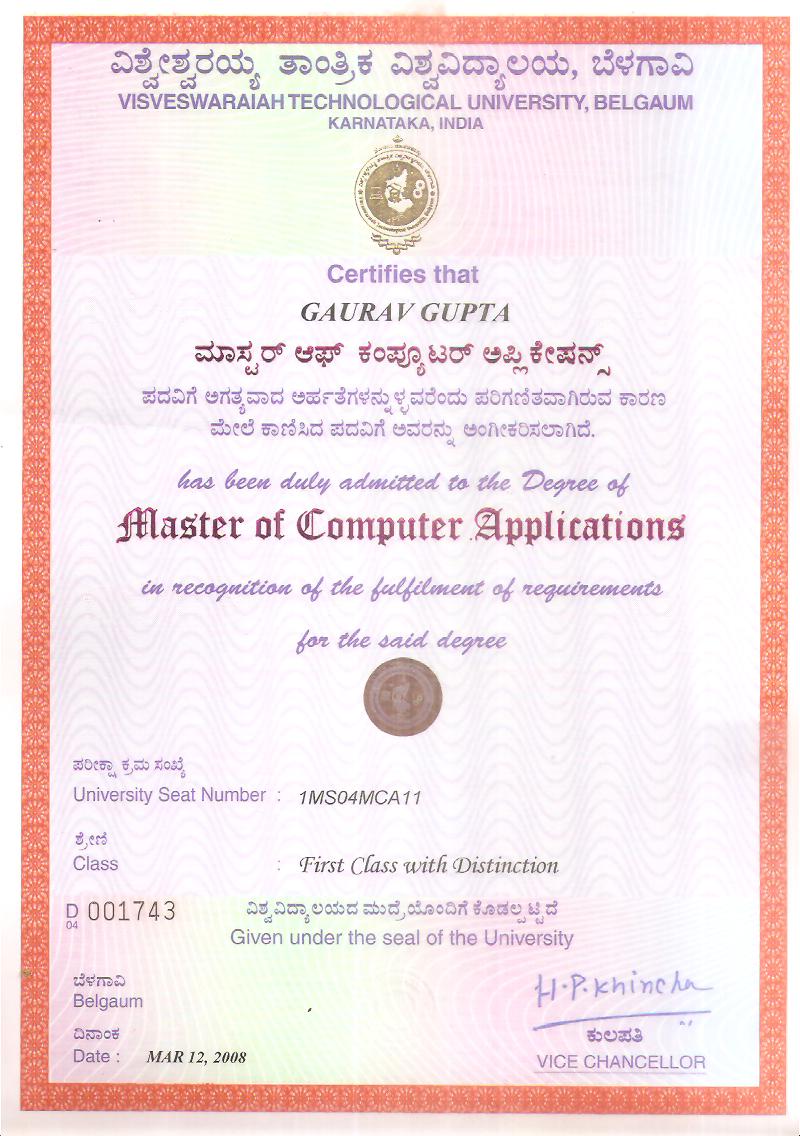 ವಿಶ್ವೇಶ್ವರಯ್ಯ ತಾಂತ್ರಿಕ ವಿಶ್ವವಿದ್ಯಾಲಯ, ಬೆಳಗಾವಿ
VISVESWARAIAH TECHNOLOGICAL UNIVERSITY, BELGAUM
KARNATAKA, INDIA
Certifies that
GAURAV GUPTA
ಮಾಸ್ಟರ್ ಆಫ್ ಕಂಪ್ಯೂಟರ್ ಅಪ್ಲಿಕೇಷನ್ಸ್
ಪದವಿಗೆ ಅಗತ್ಯವಾದ ಅರ್ಹತೆಗಳನ್ನುಳ್ಳವರೆಂದು ಪರಿಗಣಿತವಾಗಿರುವ ಕಾರಣ
ಮೇಲೆ ಕಾಣಿಸಿದ ಪದವಿಗೆ ಅವರನ್ನು ಅಂಗೀಕರಿಸಲಾಗಿದೆ.
has been duly admitted to the Degree of
Master of Computer Applications
in recognition of the fulfilment of requirements
for the said degree
ಪರೀಕ್ಷಾ ಕ್ರಮ ಸಂಖ್ಯೆ
University Seat Number : 1MS04MCA11
ಶ್ರೇಣಿ
Class : First Class with Distinction
D 04 001743 ವಿಶ್ವವಿದ್ಯಾಲಯದ ಮುದ್ರೆಯೊಂದಿಗೆ ಕೊಡಲ್ಪಟ್ಟಿದೆ
Given under the seal of the University
ಬೆಳಗಾವಿ
Belgaum
H.P.Khincha
ದಿನಾಂಕ
Date : MAR 12, 2008
ಕುಲಪತಿ
VICE CHANCELLOR